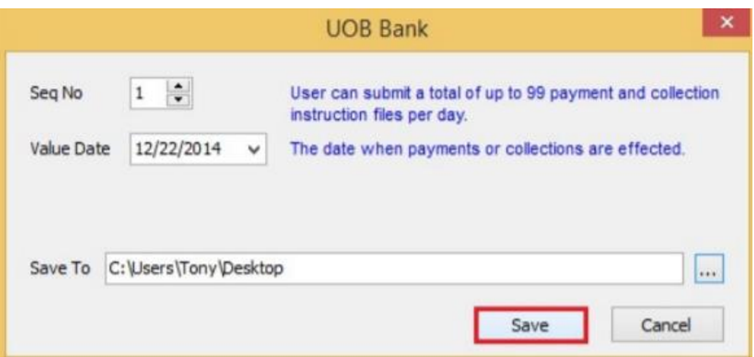 UOB Bank
Seq No 1 User can submit a total of up to 99 payment and collection
instruction files per day.
Value Date 12/22/2014 The date when payments or collections are effected.
Save To C:\Users\Tony\Desktop ...
Save Cancel